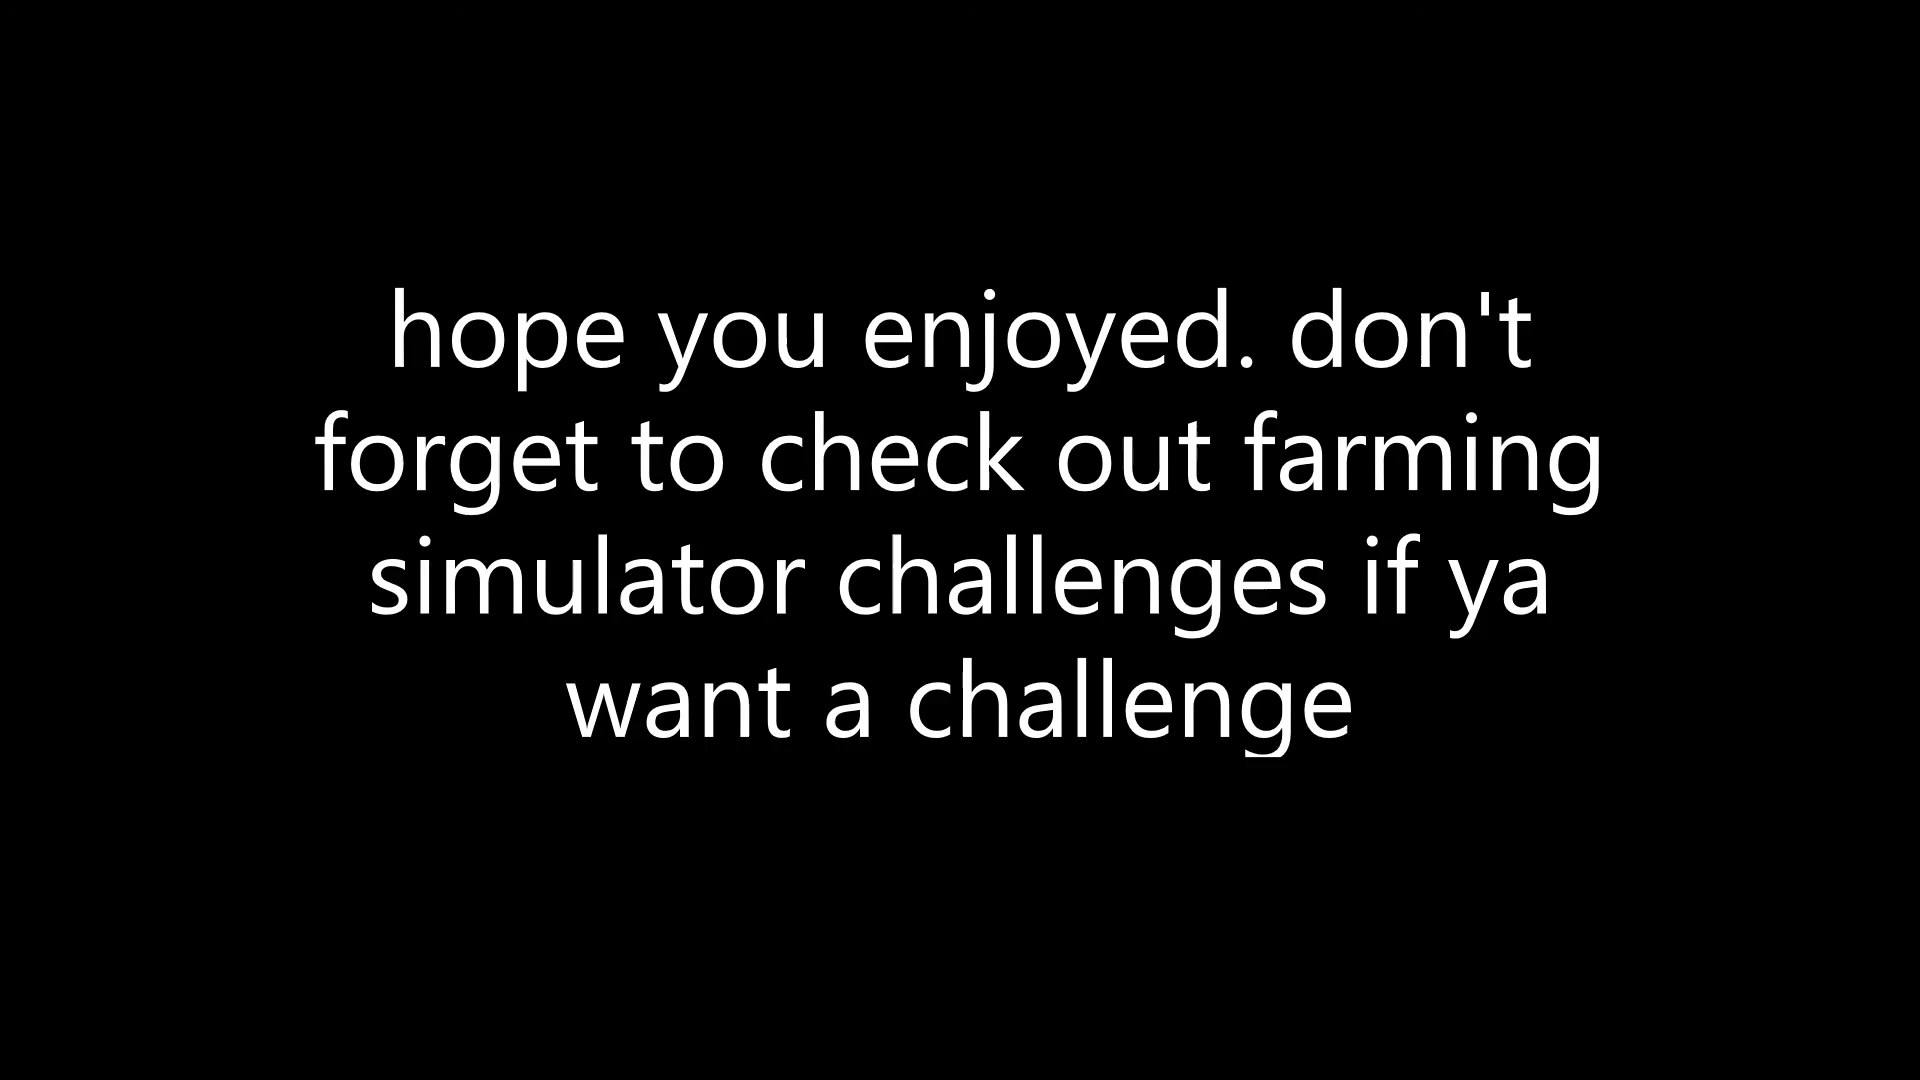 hope you enjoyed. don't
forget to check out farming
simulator challenges if ya
want a challenge